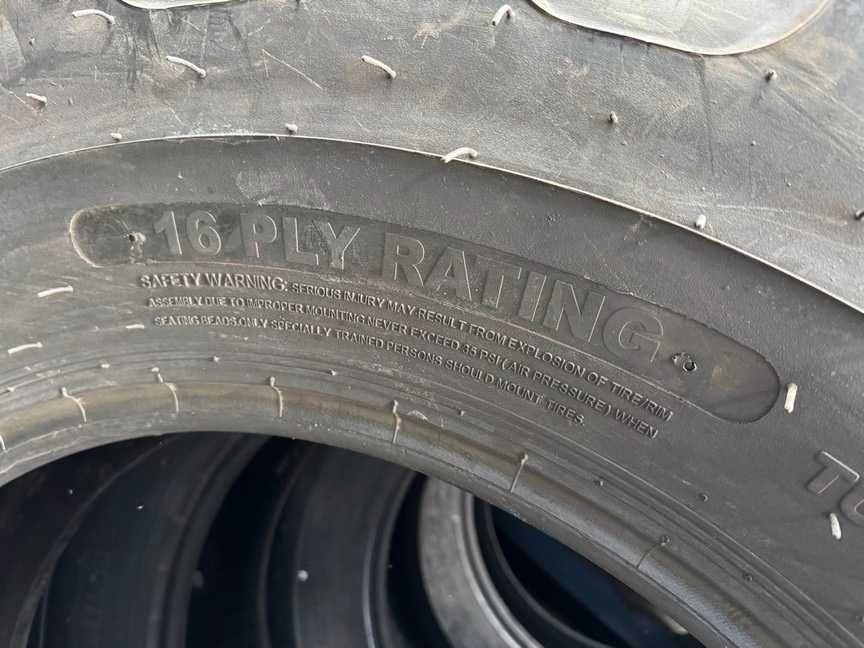 16 PLY RATING
SAFETY WARNING: SERIOUS INJURY MAY RESULT FROM EXPLOSION OF TIRE/RIM
ASSEMBLY DUE TO IMPROPER MOUNTING NEVER EXCEED 35 PSI (AIR PRESSURE) WHEN
SEATING BEADS.ONLY SPECIALLY TRAINED PERSONS SHOULD MOUNT TIRES.